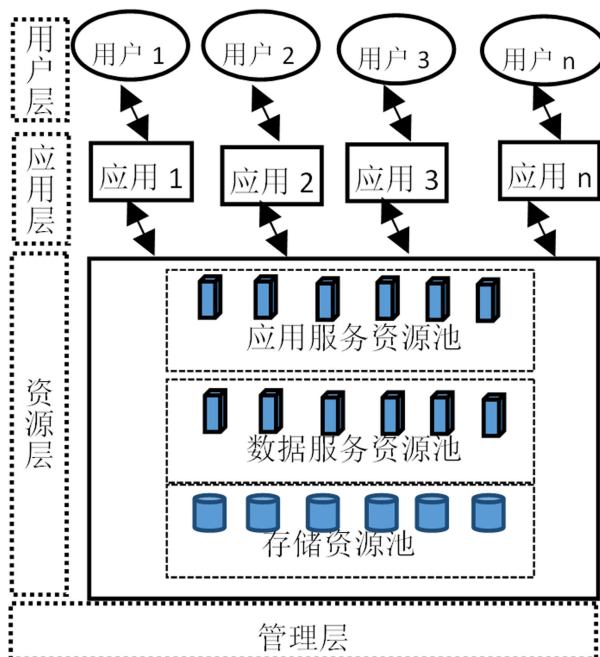 用户层
用户 1
用户 2
用户 3
用户 n
应用层
应用 1
应用 2
应用 3
应用 n
资源层
应用服务资源池
数据服务资源池
存储资源池
管理层